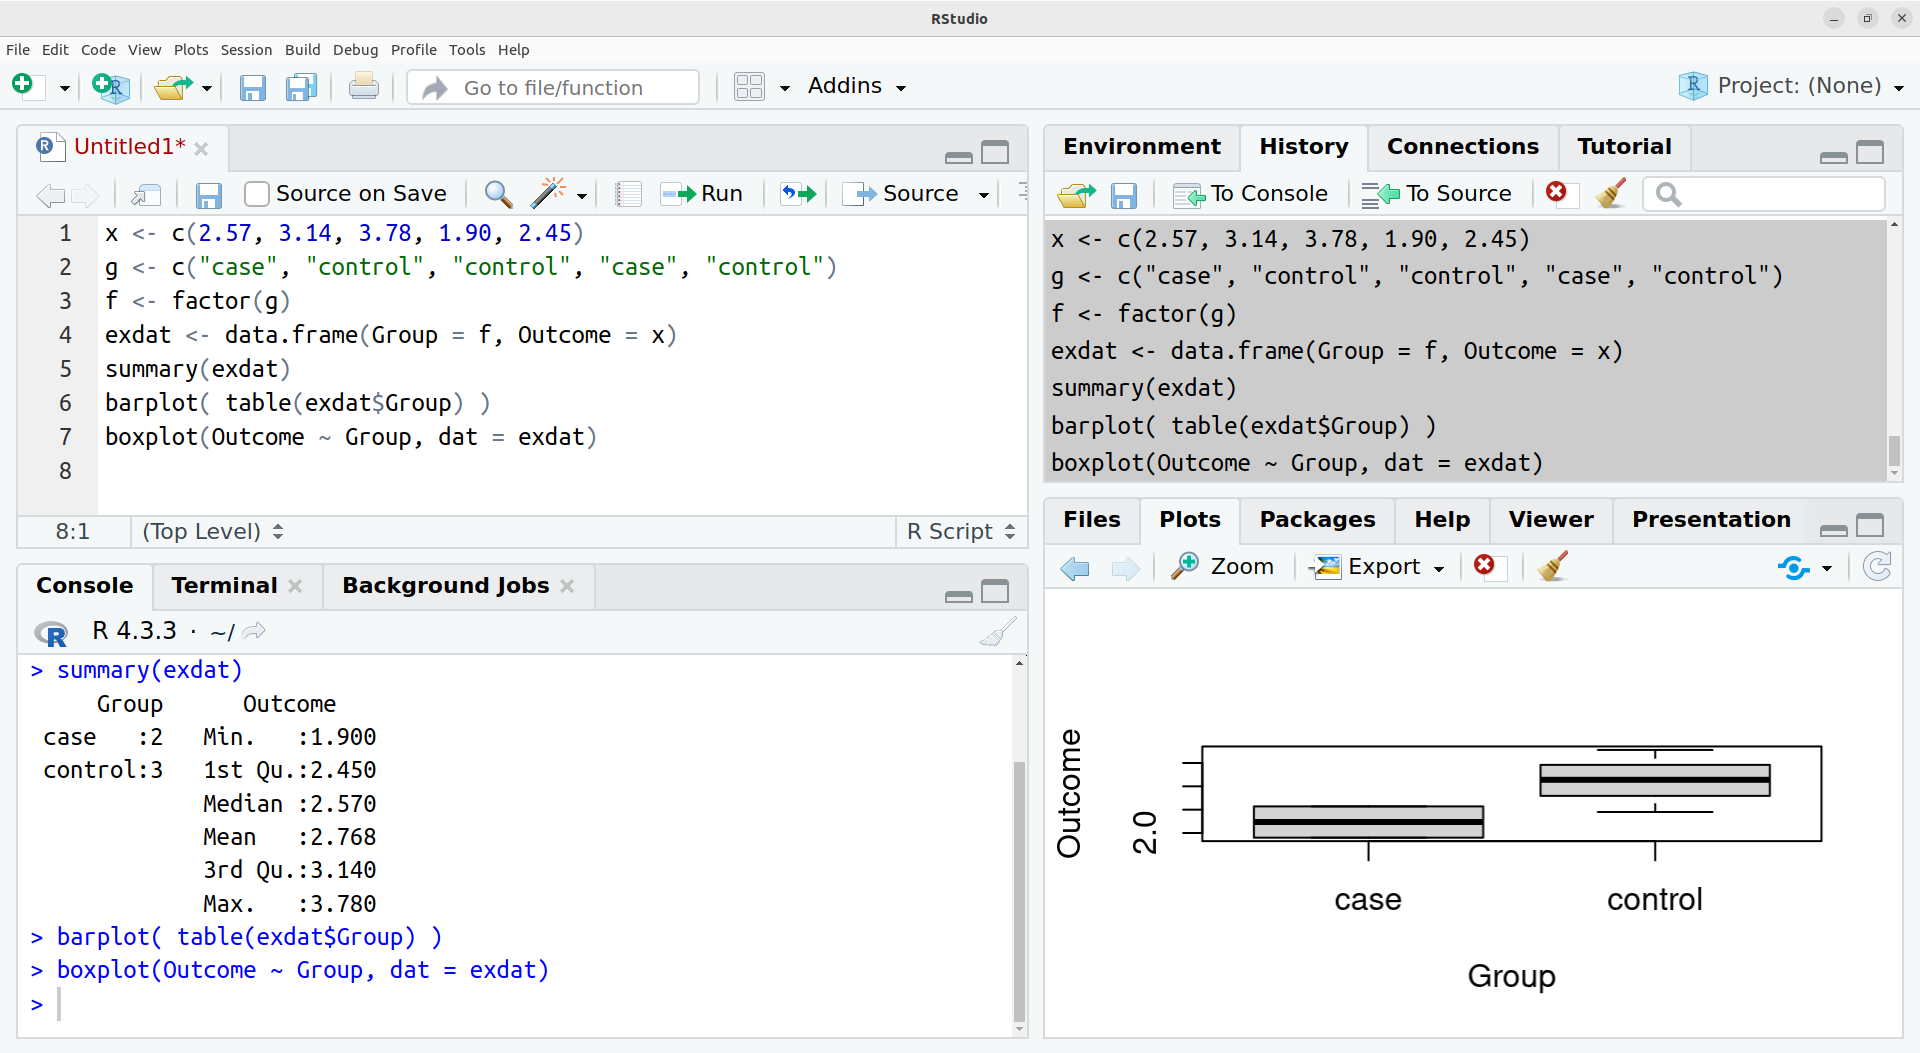 RStudio
File Edit Code View Plots Session Build Debug Profile Tools Help
Go to file/function
Addins
Project: (None)
Untitled1*
Source on Save
Run
Source
1 x <- c(2.57, 3.14, 3.78, 1.90, 2.45)
2 g <- c("case", "control", "control", "case", "control")
3 f <- factor(g)
4 exdat <- data.frame(Group = f, Outcome = x)
5 summary(exdat)
6 barplot( table(exdat$Group) )
7 boxplot(Outcome ~ Group, dat = exdat)
8
8:1 (Top Level) R Script
Console Terminal Background Jobs
R 4.3.3 · ~/
> summary(exdat)
     Group      Outcome
 case   :2   Min.   :1.900
 control:3   1st Qu.:2.450
             Median :2.570
             Mean   :2.768
             3rd Qu.:3.140
             Max.   :3.780
> barplot( table(exdat$Group) )
> boxplot(Outcome ~ Group, dat = exdat)
>
Environment History Connections Tutorial
To Console To Source
x <- c(2.57, 3.14, 3.78, 1.90, 2.45)
g <- c("case", "control", "control", "case", "control")
f <- factor(g)
exdat <- data.frame(Group = f, Outcome = x)
summary(exdat)
barplot( table(exdat$Group) )
boxplot(Outcome ~ Group, dat = exdat)
Files Plots Packages Help Viewer Presentation
Zoom Export
Outcome
2.0
case control
Group